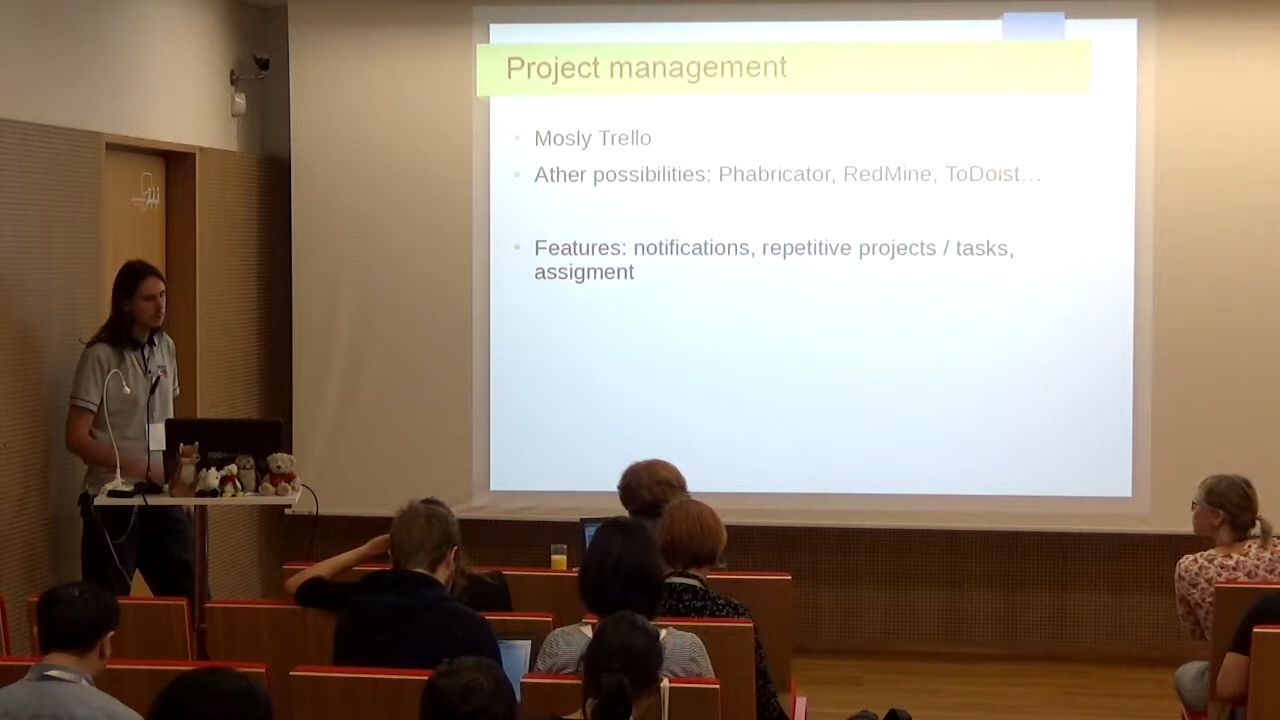 Project management
Mosly Trello
Ather possibilities: Phabricator, RedMine, ToDoist...
Features: notifications, repetitive projects / tasks,
assigment